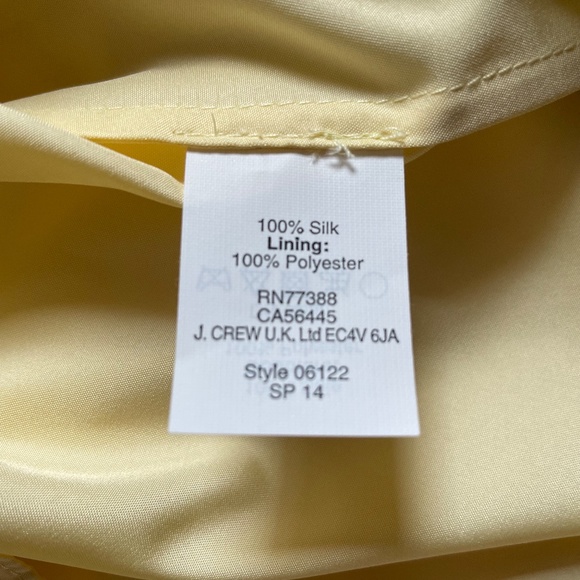 100% Silk
Lining:
100% Polyester
RN77388
CA56445
J. CREW U.K. Ltd EC4V 6JA
Style 06122
SP 14